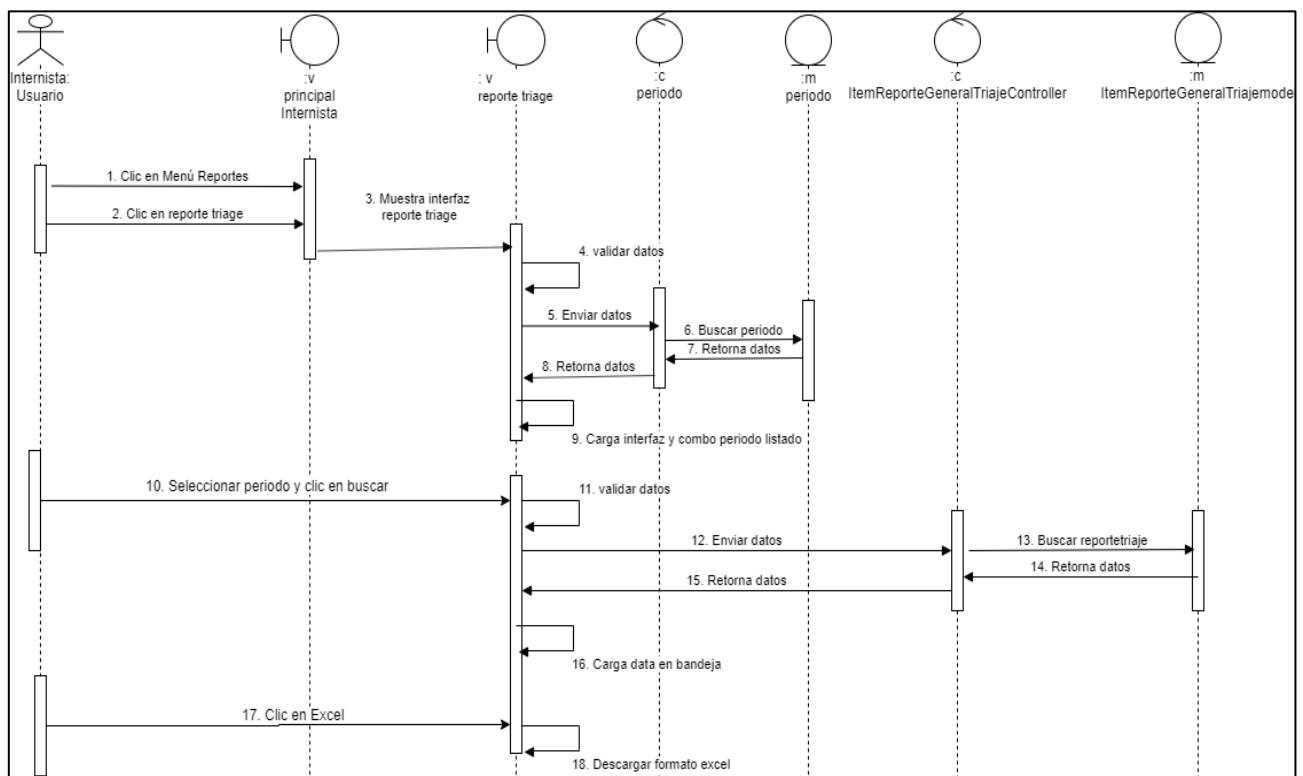 Internista:
Usuario
:v
principal
Internista
: v
reporte triage
:c
periodo
:m
periodo
:c
ItemReporteGeneralTriajeController
:m
ItemReporteGeneralTriajemode
1. Clic en Menú Reportes
2. Clic en reporte triage
3. Muestra interfaz
reporte triage
4. validar datos
5. Enviar datos
6. Buscar periodo
7. Retorna datos
8. Retorna datos
9. Carga interfaz y combo periodo listado
10. Seleccionar periodo y clic en buscar
11. validar datos
12. Enviar datos
13. Buscar reportetriaje
14. Retorna datos
15. Retorna datos
16. Carga data en bandeja
17. Clic en Excel
18. Descargar formato excel